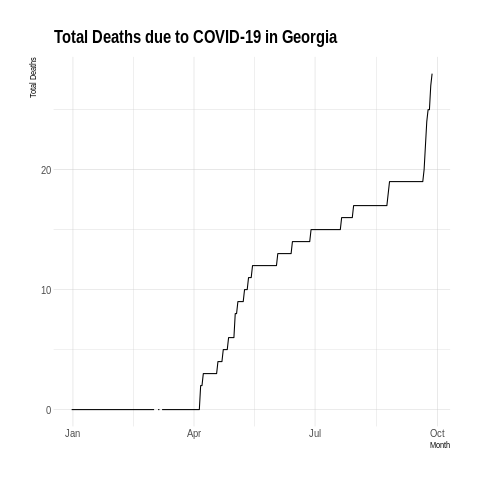 Total Deaths due to COVID-19 in Georgia
Total Deaths
20
10
0
Jan Apr Jul Oct
Month